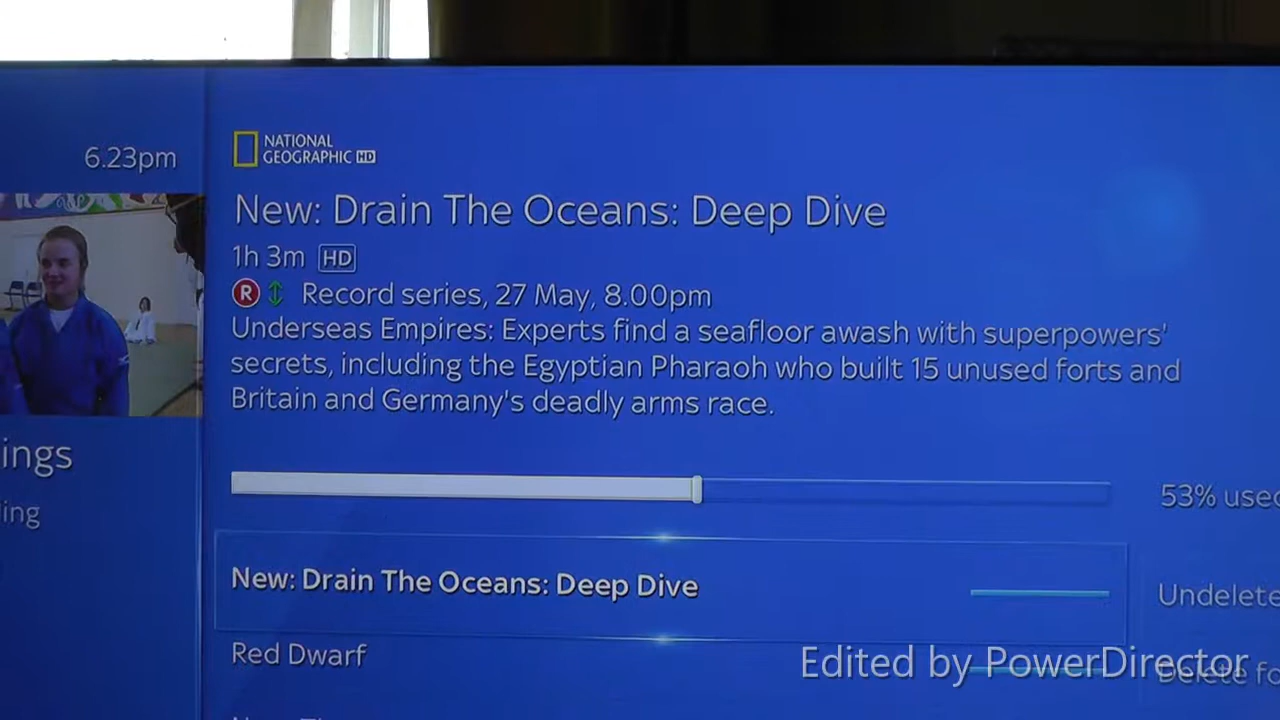 6.23pm
NATIONAL
GEOGRAPHIC HD
New: Drain The Oceans: Deep Dive
1h 3m HD
R Record series, 27 May, 8.00pm
Underseas Empires: Experts find a seafloor awash with superpowers'
secrets, including the Egyptian Pharaoh who built 15 unused forts and
Britain and Germany's deadly arms race.
ings
53% used
New: Drain The Oceans: Deep Dive
Undelete
Red Dwarf
Edited by PowerDirector